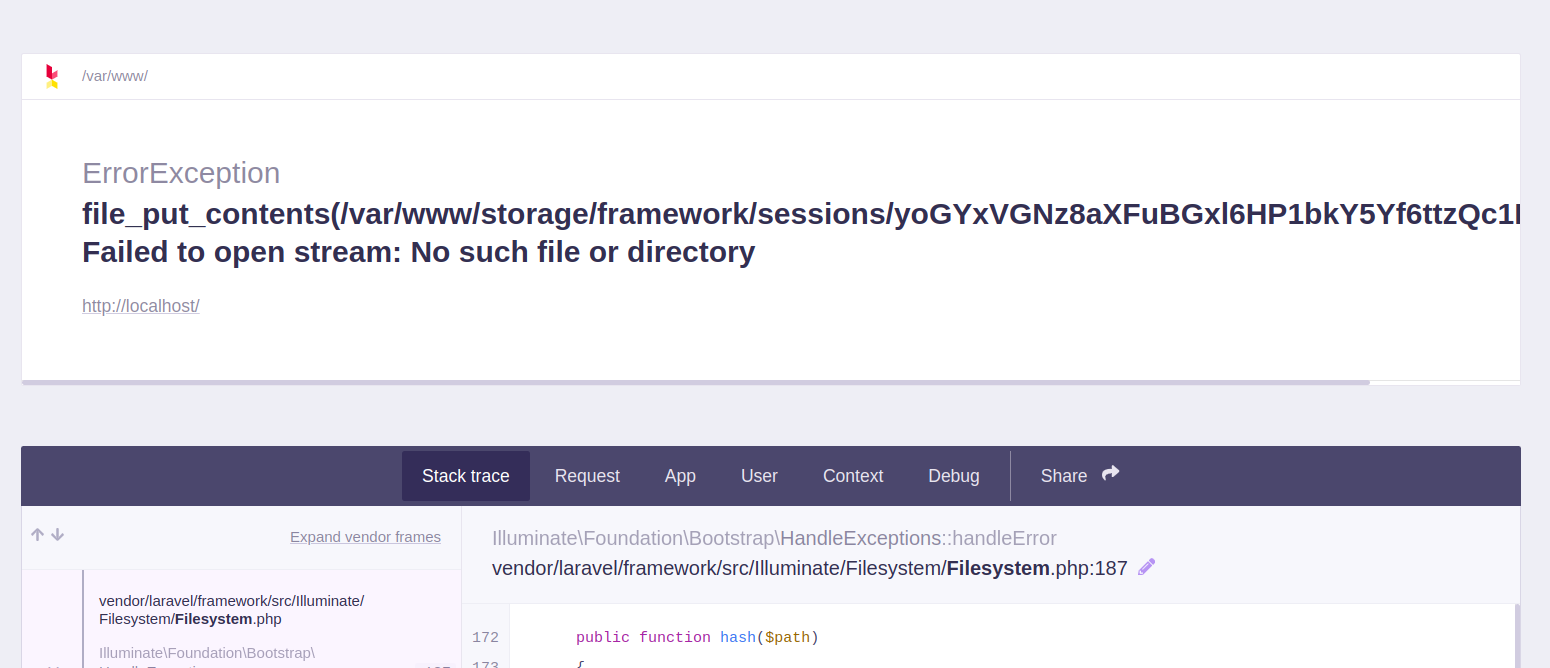 /var/www/
ErrorException
file_put_contents(/var/www/storage/framework/sessions/yoGYxVGNz8aXFuBGxl6HP1bkY5Yf6ttzQc1
Failed to open stream: No such file or directory
http://localhost/
Stack trace Request App User Context Debug Share
Expand vendor frames
Illuminate\Foundation\Bootstrap\HandleExceptions::handleError
vendor/laravel/framework/src/Illuminate/Filesystem/Filesystem.php:187
vendor/laravel/framework/src/Illuminate/
Filesystem/Filesystem.php
Illuminate\Foundation\Bootstrap\
172 public function hash($path)
173 {